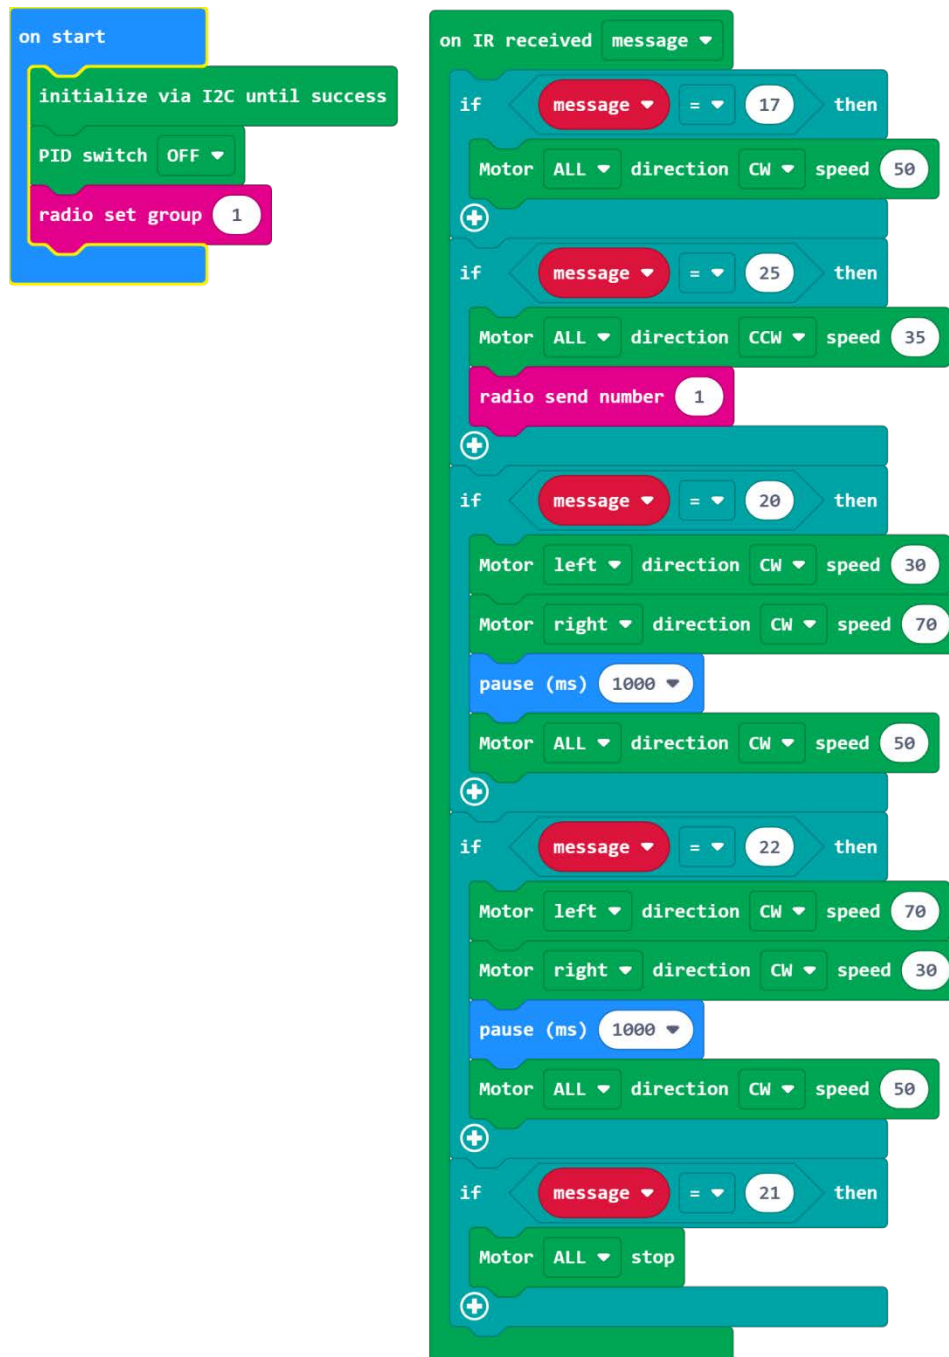 on start
initialize via I2C until success
PID switch OFF
radio set group 1
on IR received message
if message = 17 then
Motor ALL direction CW speed 50
if message = 25 then
Motor ALL direction CCW speed 35
radio send number 1
if message = 20 then
Motor left direction CW speed 30
Motor right direction CW speed 70
pause (ms) 1000
Motor ALL direction CW speed 50
if message = 22 then
Motor left direction CW speed 70
Motor right direction CW speed 30
pause (ms) 1000
Motor ALL direction CW speed 50
if message = 21 then
Motor ALL stop